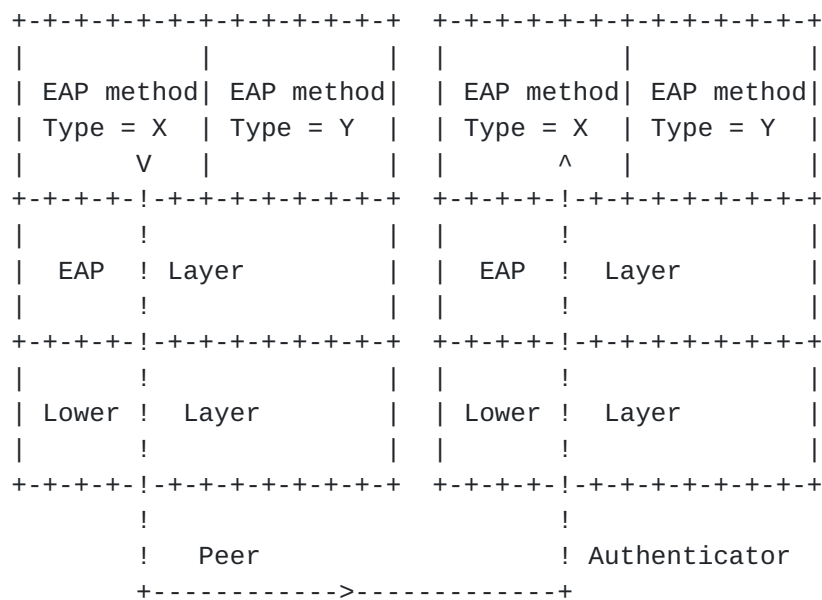 +-+-+-+-+-+-+-+-+-+-+-+-+  +-+-+-+-+-+-+-+-+-+-+-+-+
|            |           |  |            |           |
| EAP method| EAP method|  | EAP method| EAP method|
| Type = X  | Type = Y  |  | Type = X  | Type = Y  |
|       V   |           |  |       ^   |           |
+-+-+-+-!-+-+-+-+-+-+-+-+  +-+-+-+-!-+-+-+-+-+-+-+-+
|       !               |  |       !               |
|  EAP  ! Layer         |  |  EAP  !  Layer        |
|       !               |  |       !               |
+-+-+-+-!-+-+-+-+-+-+-+-+  +-+-+-+-!-+-+-+-+-+-+-+-+
|       !               |  |       !               |
| Lower !  Layer        |  | Lower !  Layer        |
|       !               |  |       !               |
+-+-+-+-!-+-+-+-+-+-+-+-+  +-+-+-+-!-+-+-+-+-+-+-+-+
        !                          !
        !   Peer                   ! Authenticator
        +------------>-------------+